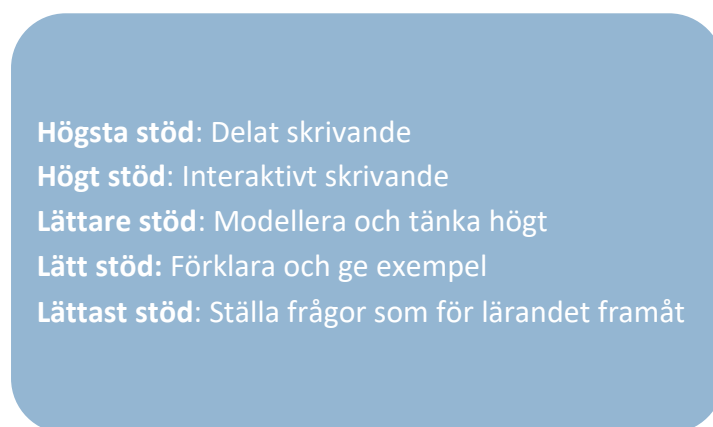 Högsta stöd: Delat skrivande
Högt stöd: Interaktivt skrivande
Lättare stöd: Modellera och tänka högt
Lätt stöd: Förklara och ge exempel
Lättast stöd: Ställa frågor som för lärandet framåt